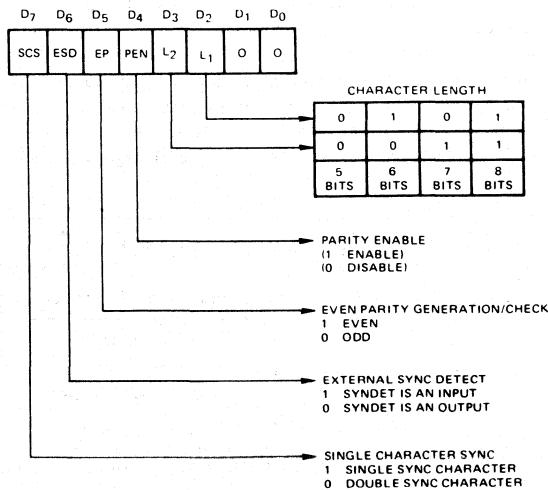 D7 D6 D5 D4 D3 D2 D1 D0
SCS ESD EP PEN L2 L1 0 0
CHARACTER LENGTH
0 1 0 1
0 0 1 1
5 BITS 6 BITS 7 BITS 8 BITS
PARITY ENABLE
(1 ENABLE)
(0 DISABLE)
EVEN PARITY GENERATION/CHECK
1 EVEN
0 ODD
EXTERNAL SYNC DETECT
1 SYNDET IS AN INPUT
0 SYNDET IS AN OUTPUT
SINGLE CHARACTER SYNC
1 SINGLE SYNC CHARACTER
0 DOUBLE SYNC CHARACTER